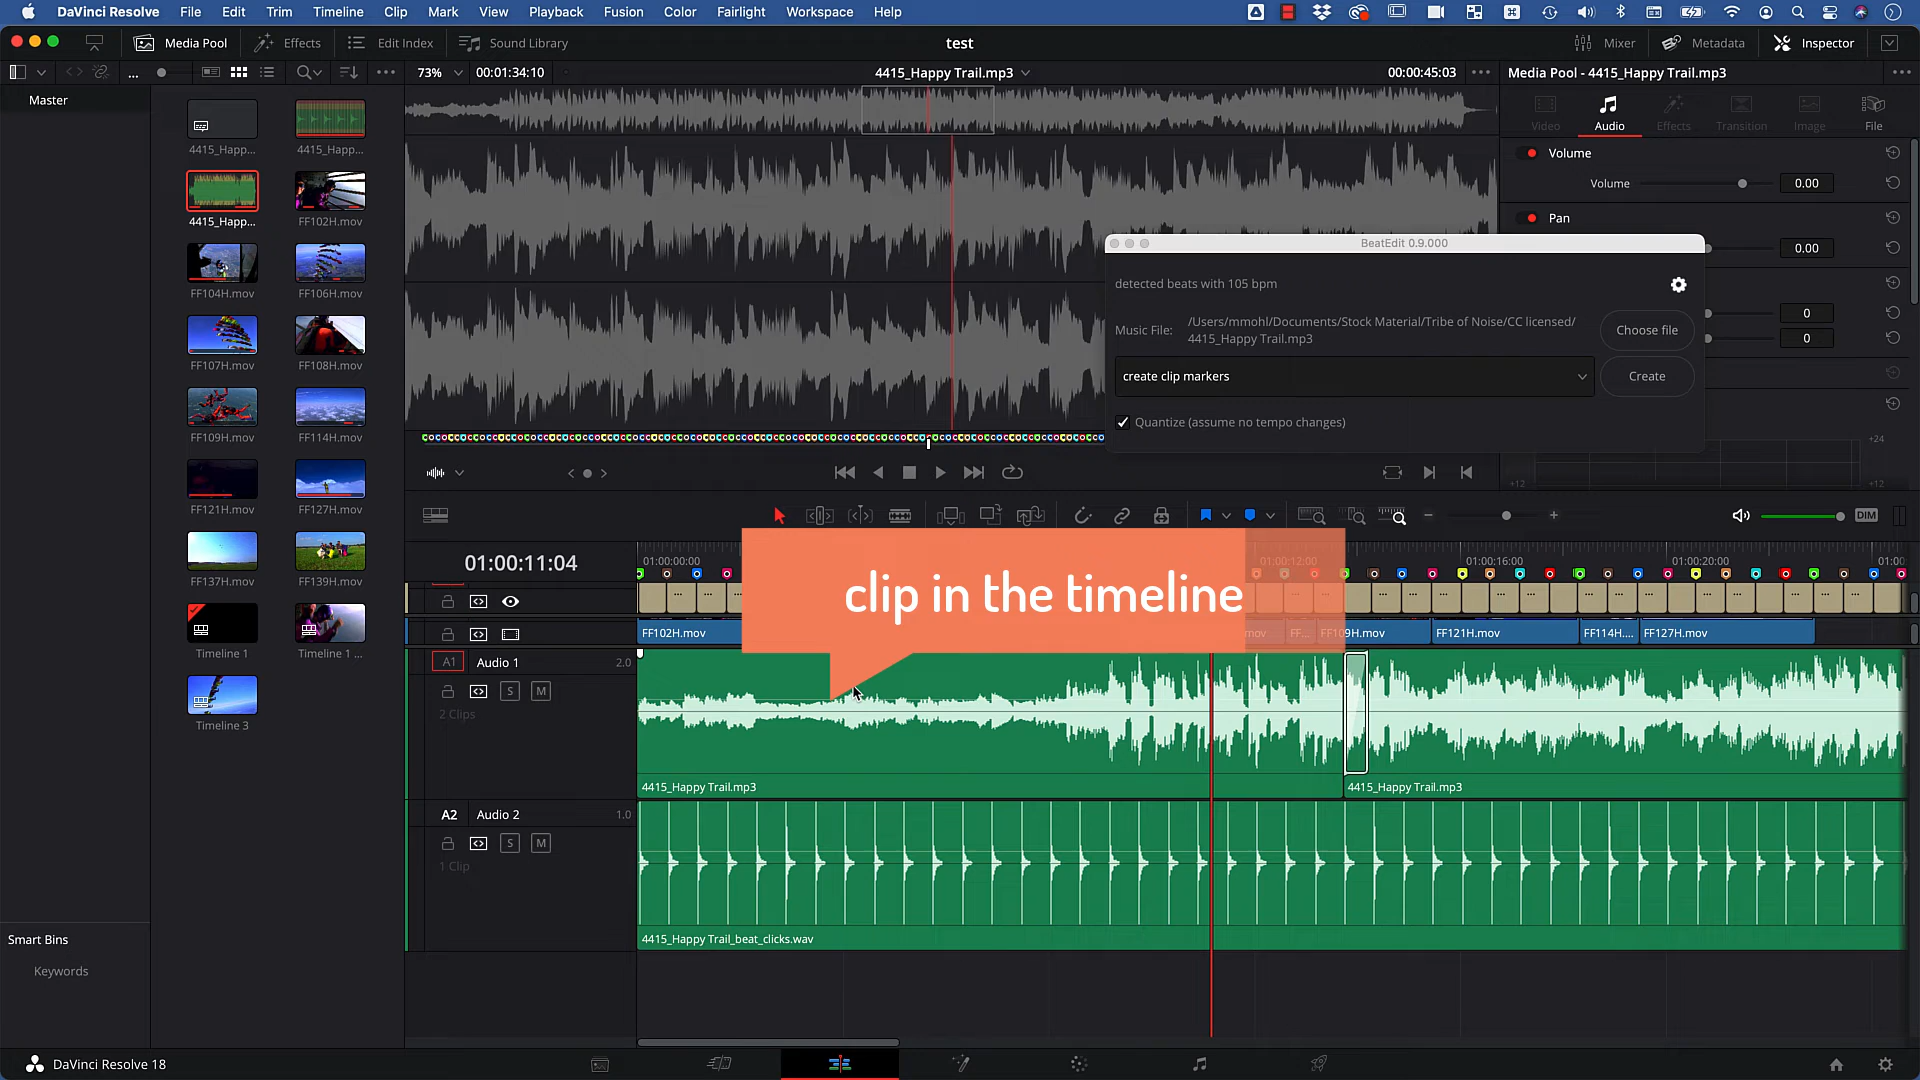 DaVinci Resolve File Edit Trim Timeline Clip Mark View Playback Fusion Color Fairlight Workspace Help
Media Pool Effects Edit Index Sound Library test Mixer Metadata Inspector
73% 00:01:34:10 4415_Happy Trail.mp3 00:00:45:03 Media Pool - 4415_Happy Trail.mp3
Master
Video Audio Effects Transition Image File
4415_Happ... 4415_Happ...
Volume
Volume 0.00
4415_Happ... FF102H.mov
Pan
0.00
BeatEdit 0.9.000
detected beats with 105 bpm
Music File: /Users/mmohl/Documents/Stock Material/Tribe of Noise/CC licensed/
4415_Happy Trail.mp3
Choose file
create clip markers Create
Quantize (assume no tempo changes)
0
0
+24
+12 +12
FF104H.mov FF106H.mov
FF107H.mov FF108H.mov
FF109H.mov FF114H.mov
FF121H.mov FF127H.mov
FF137H.mov FF139H.mov
Timeline 1 Timeline 1 ...
Timeline 3
DIM
01:00:11:04 01:00:00:00 01:00:12:00 01:00:16:00 01:00:20:00 01:00
clip in the timeline
FF102H.mov mov FF... FF109H.mov FF121H.mov FF114H.... FF127H.mov
A1 Audio 1 2.0
S M
2 Clips
4415_Happy Trail.mp3 4415_Happy Trail.mp3
A2 Audio 2 1.0
S M
1 Clip
4415_Happy Trail_beat_clicks.wav
Smart Bins
Keywords
DaVinci Resolve 18